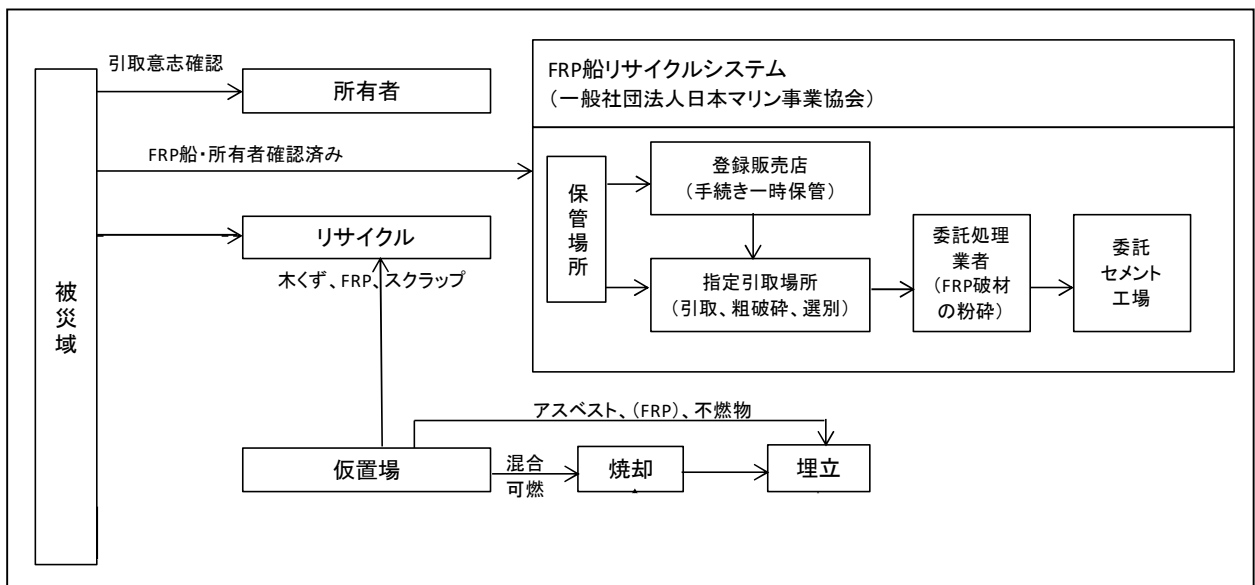 引取意志確認
所有者
FRP船リサイクルシステム
（一般社団法人日本マリン事業協会）
FRP船・所有者確認済み
被災域
保管場所
登録販売店
（手続き一時保管）
指定引取場所
（引取、粗破砕、選別）
委託処理
業者
（FRP破材
の粉砕）
委託
セメント
工場
リサイクル
木くず、FRP、スクラップ
アスベスト、（FRP）、不燃物
仮置場
混合
可燃
焼却
埋立